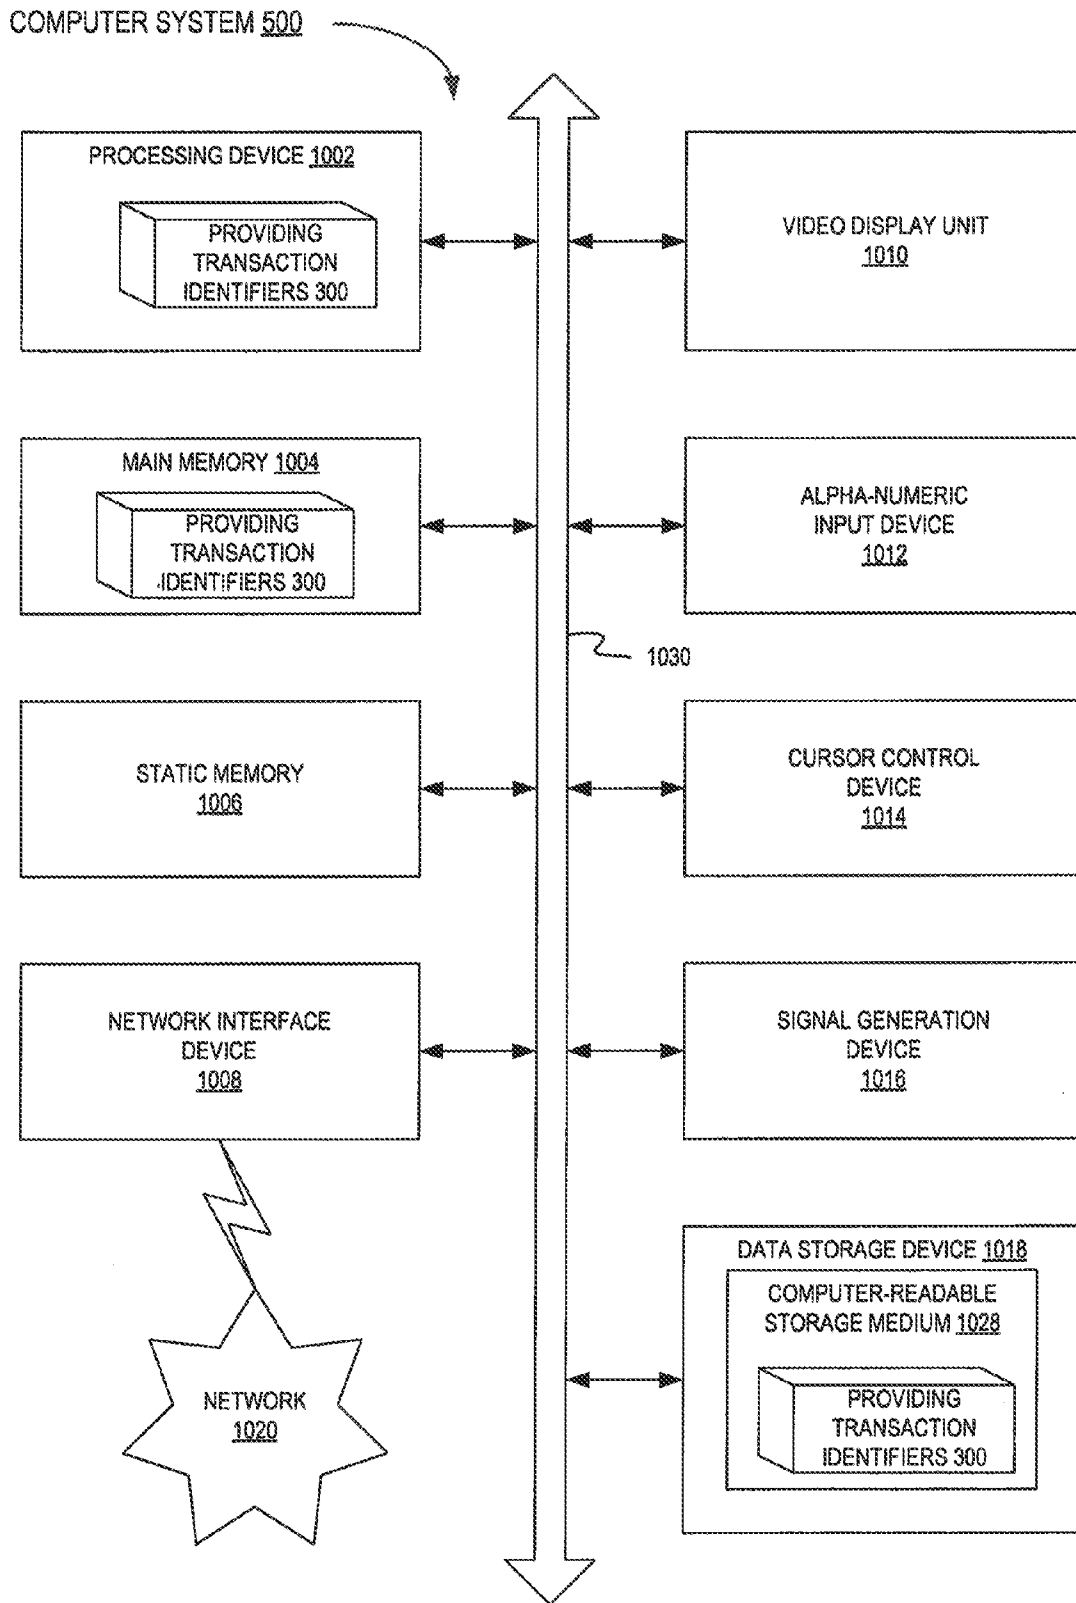 COMPUTER SYSTEM 500
PROCESSING DEVICE 1002
PROVIDING
TRANSACTION
IDENTIFIERS 300
VIDEO DISPLAY UNIT
1010
MAIN MEMORY 1004
PROVIDING
TRANSACTION
IDENTIFIERS 300
ALPHA-NUMERIC
INPUT DEVICE
1012
1030
STATIC MEMORY
1006
CURSOR CONTROL
DEVICE
1014
NETWORK INTERFACE
DEVICE
1008
SIGNAL GENERATION
DEVICE
1016
DATA STORAGE DEVICE 1018
COMPUTER-READABLE
STORAGE MEDIUM 1028
PROVIDING
TRANSACTION
IDENTIFIERS 300
NETWORK
1020